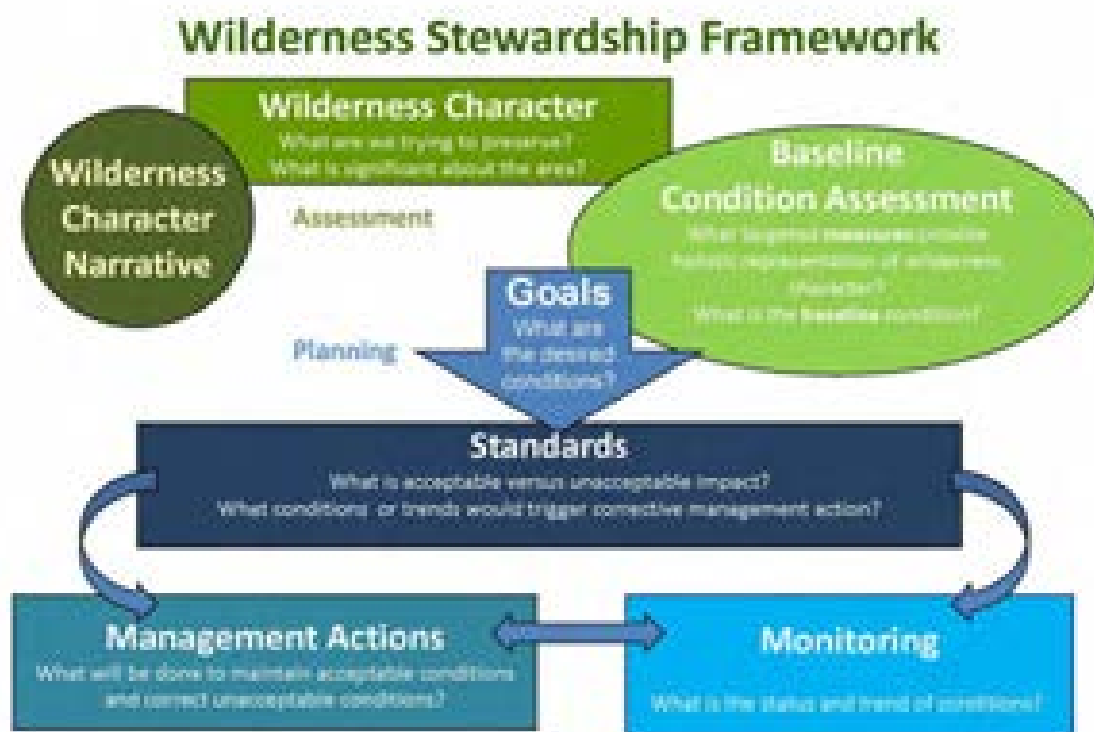 Wilderness Stewardship Framework
Wilderness Character
What are we trying to preserve?
What is significant about the area?
Wilderness
Character
Narrative
Assessment
Baseline
Condition Assessment
What targeted measures provide
holistic representation of wilderness
character?
What is the baseline condition?
Goals
What are
the desired
conditions?
Planning
Standards
What is acceptable versus unacceptable impact?
What conditions or trends would trigger corrective management action?
Management Actions
What will be done to maintain acceptable conditions
and correct unacceptable conditions?
Monitoring
What is the status and trend of conditions?